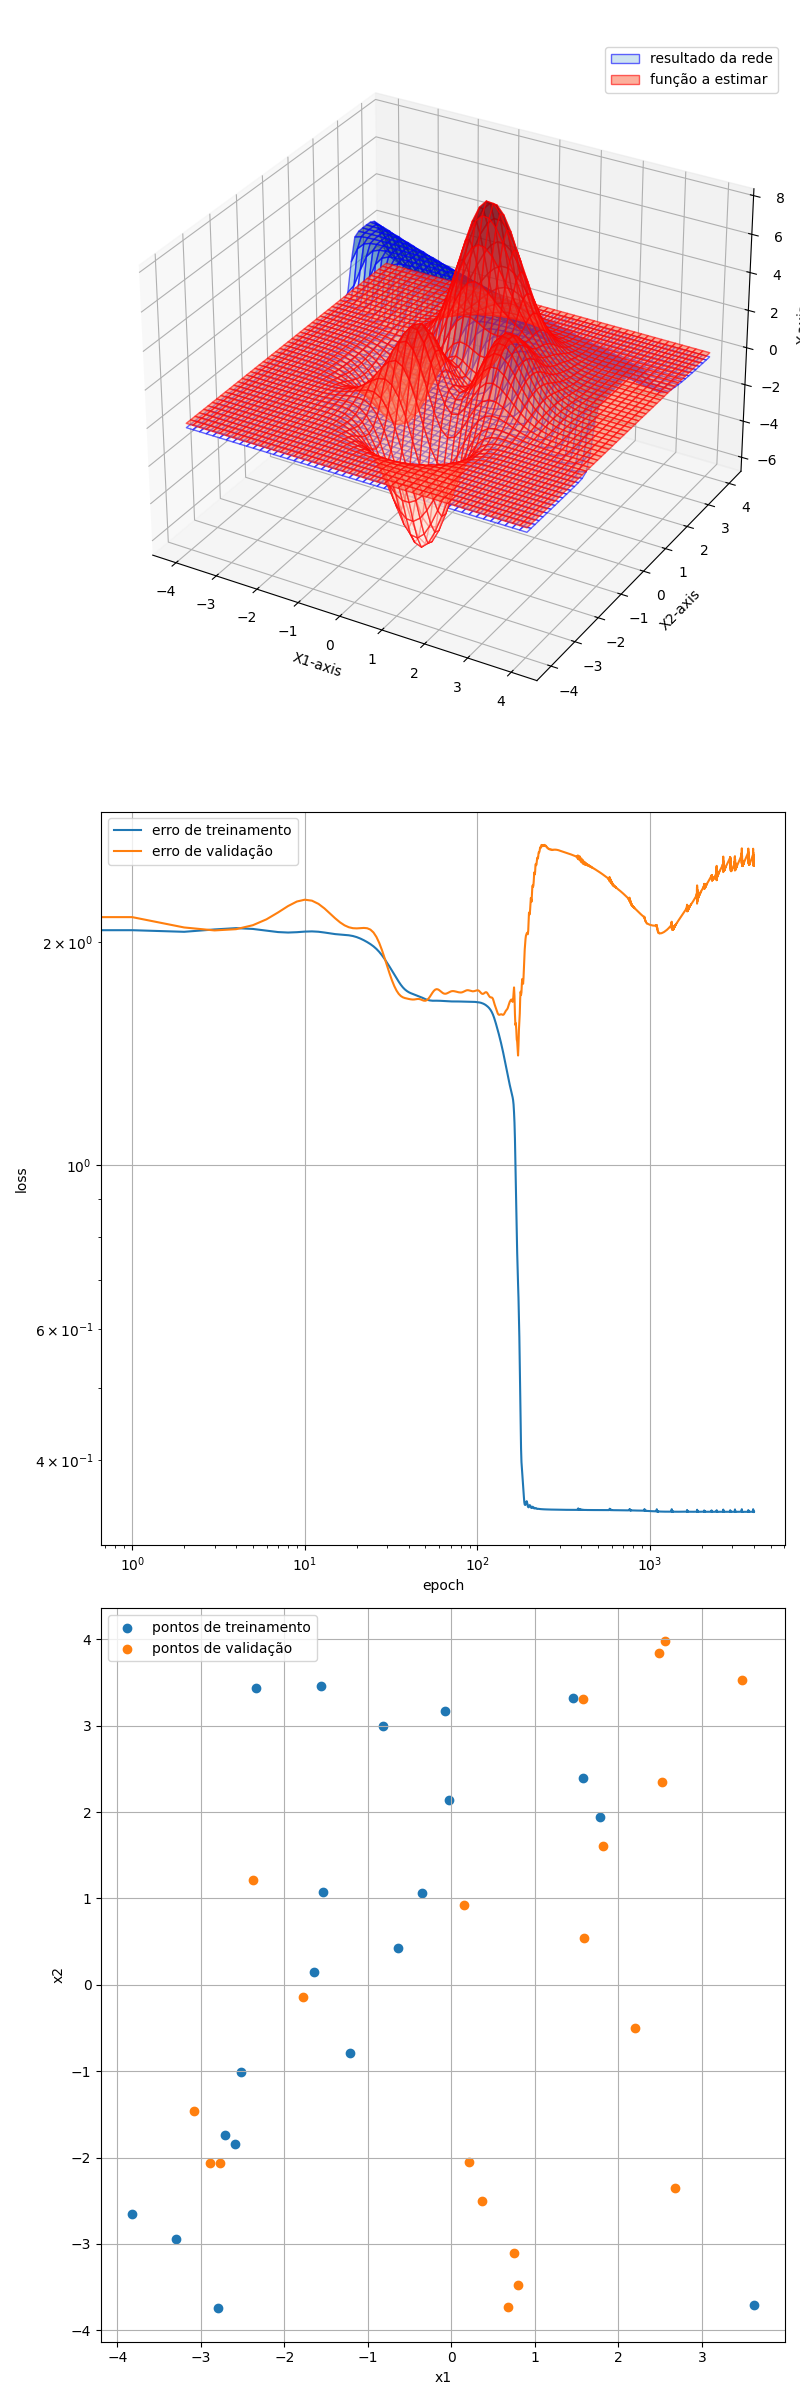 resultado da rede
função a estimar
8
6
4
2
0
−2
−4
−6
−4
−3
−2
−1
0
1
2
3
4
X1-axis
−4
−3
−2
−1
0
1
2
3
4
X2-axis
erro de treinamento
erro de validação
2 × 10⁰
10⁰
6 × 10⁻¹
4 × 10⁻¹
loss
10⁰ 10¹ 10² 10³
epoch
pontos de treinamento
pontos de validação
4
3
2
1
0
−1
−2
−3
−4
x2
−4 −3 −2 −1 0 1 2 3
x1